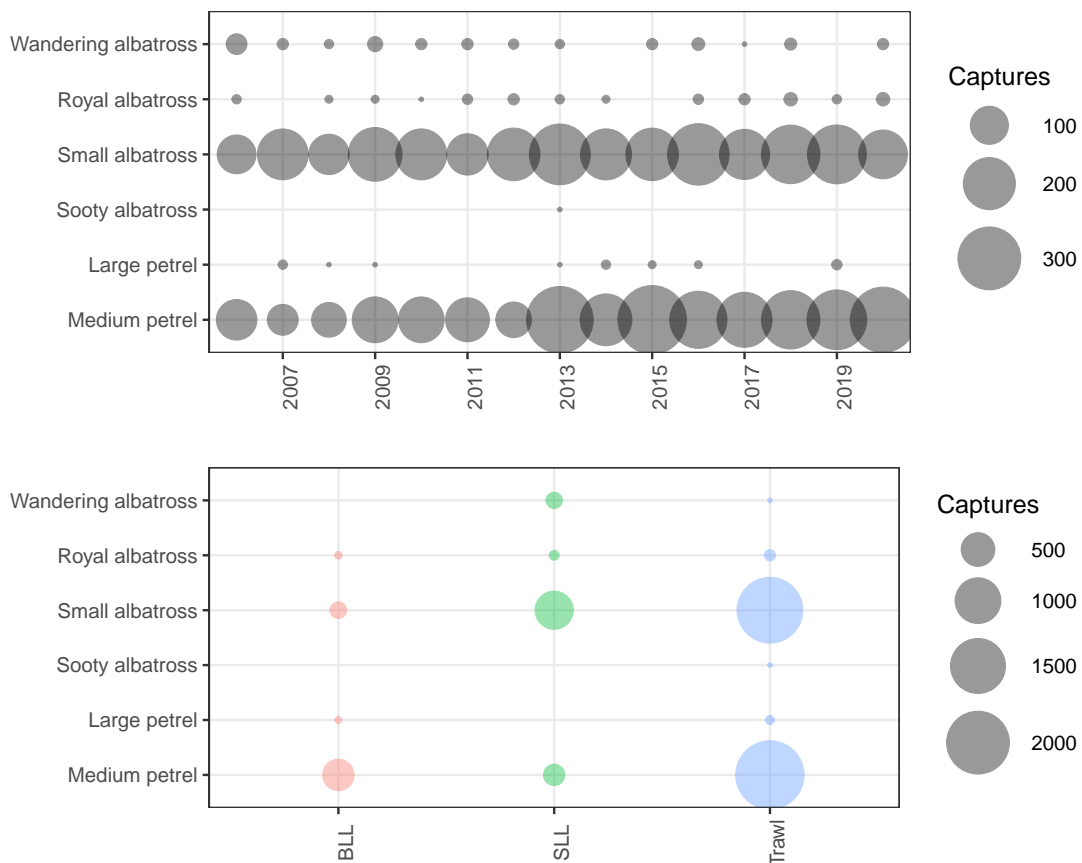 Wandering albatross
Royal albatross
Small albatross
Sooty albatross
Large petrel
Medium petrel
2007
2009
2011
2013
2015
2017
2019
Captures
100
200
300
Wandering albatross
Royal albatross
Small albatross
Sooty albatross
Large petrel
Medium petrel
BLL
SLL
Trawl
Captures
500
1000
1500
2000